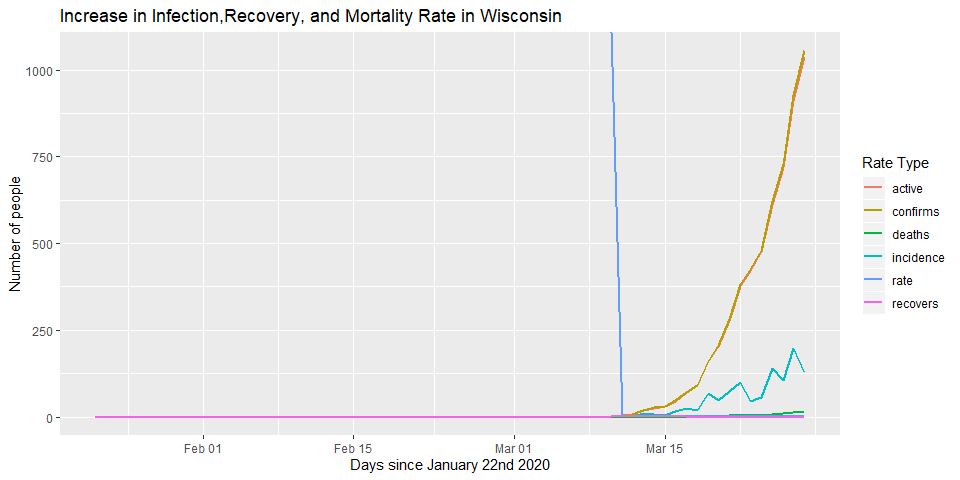 Increase in Infection,Recovery, and Mortality Rate in Wisconsin
Number of people
1000
750
500
250
0
Feb 01
Feb 15
Mar 01
Mar 15
Days since January 22nd 2020
Rate Type
active
confirms
deaths
incidence
rate
recovers